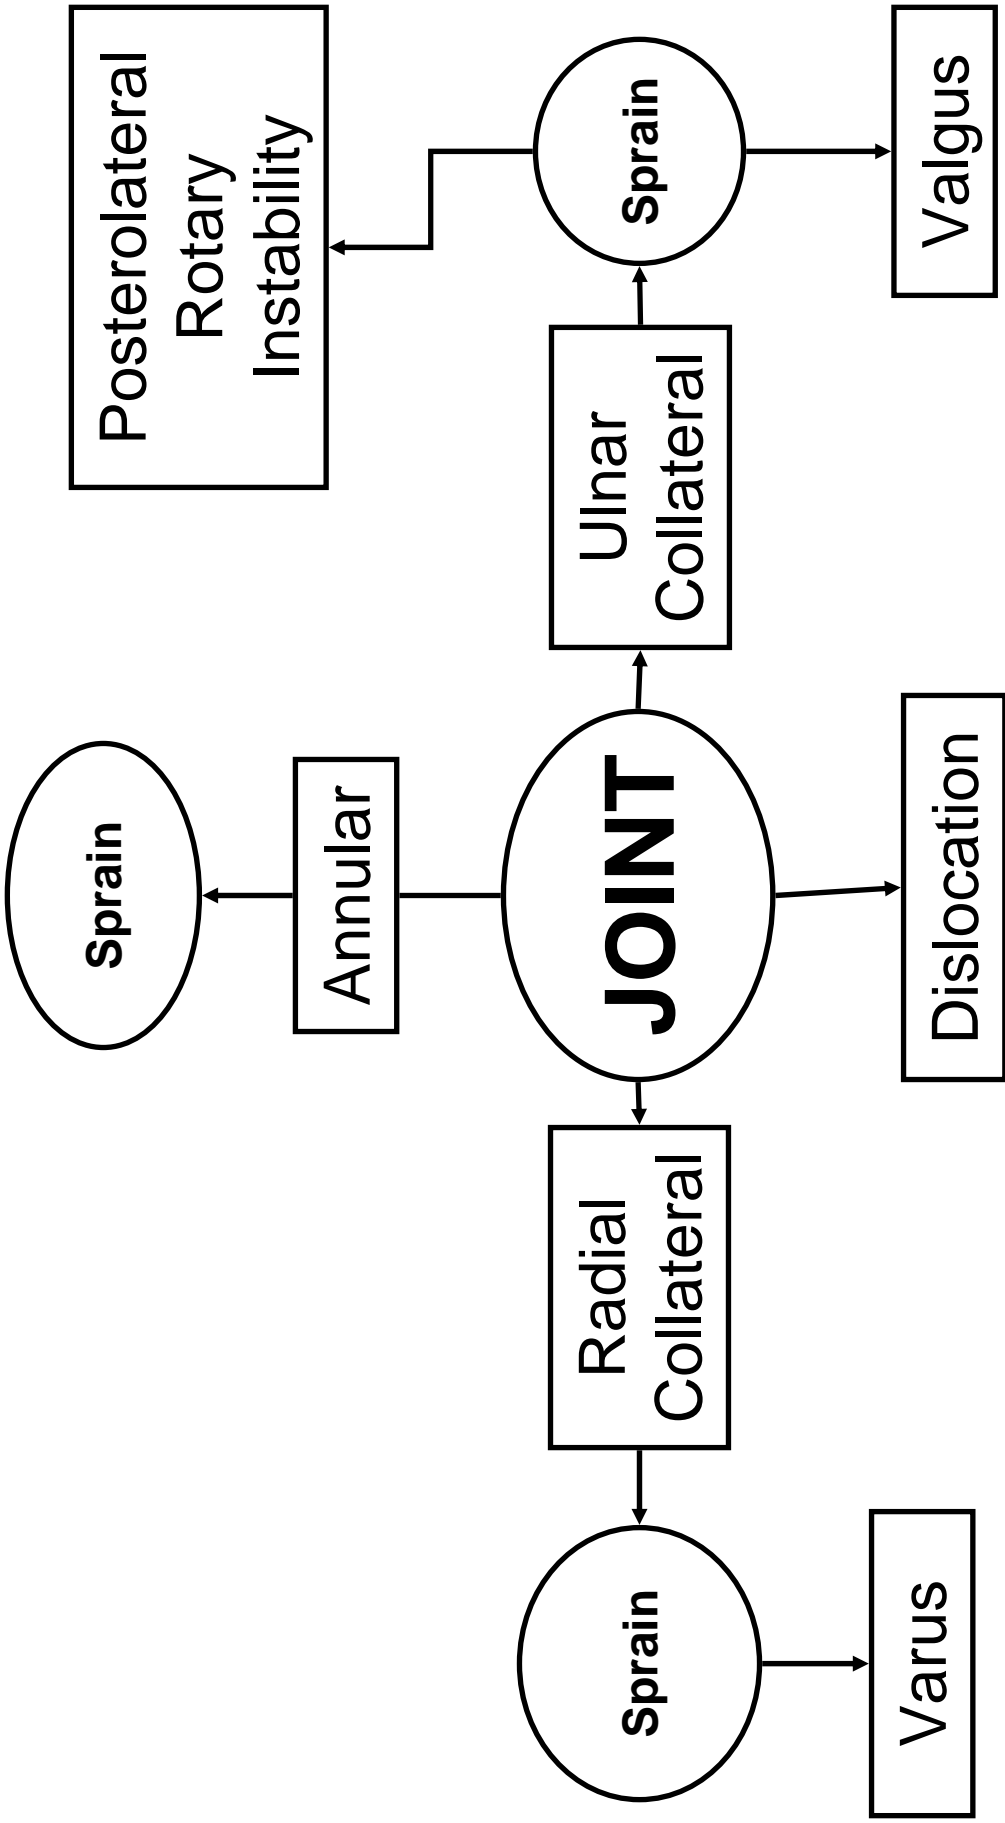 Sprain
Posterolateral
Rotary
Instability
Annular
Sprain
Radial
Collateral
JOINT
Ulnar
Collateral
Sprain
Varus
Dislocation
Valgus